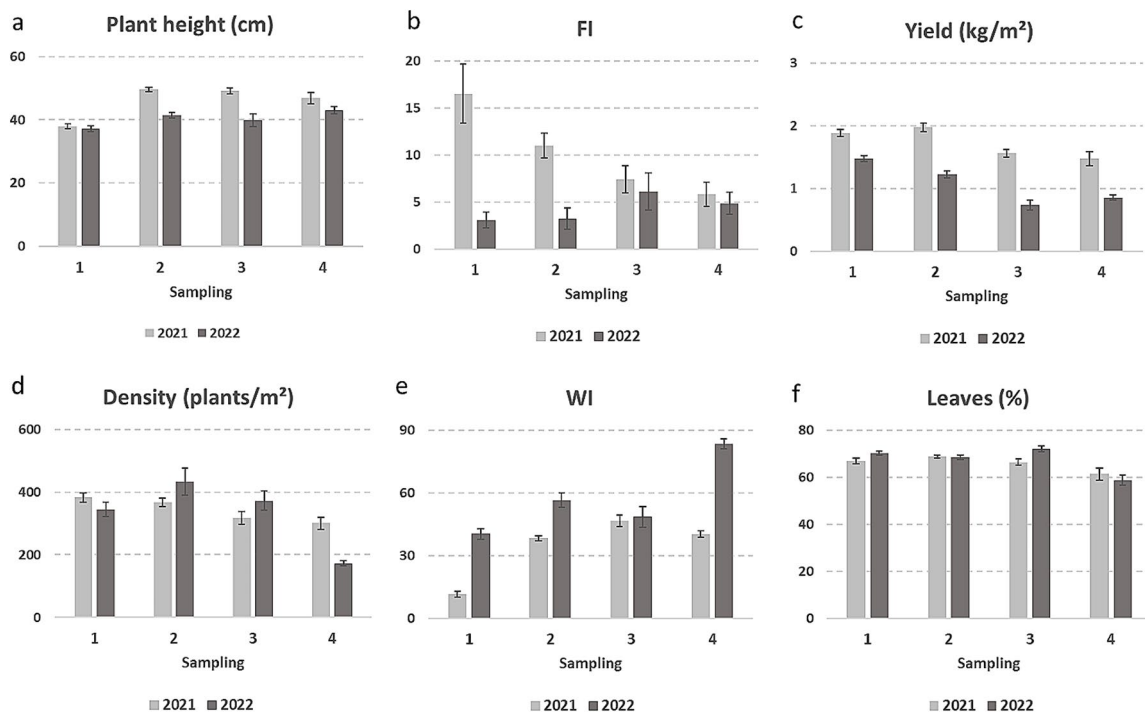 a
Plant height (cm)
60
40
20
0
1 2 3 4
Sampling
2021 2022
b
FI
20
15
10
5
0
1 2 3 4
Sampling
2021 2022
c
Yield (kg/m²)
3
2
1
0
1 2 3 4
Sampling
2021 2022
d
Density (plants/m²)
600
400
200
0
1 2 3 4
Sampling
2021 2022
e
WI
90
60
30
0
1 2 3 4
Sampling
2021 2022
f
Leaves (%)
80
60
40
20
0
1 2 3 4
Sampling
2021 2022